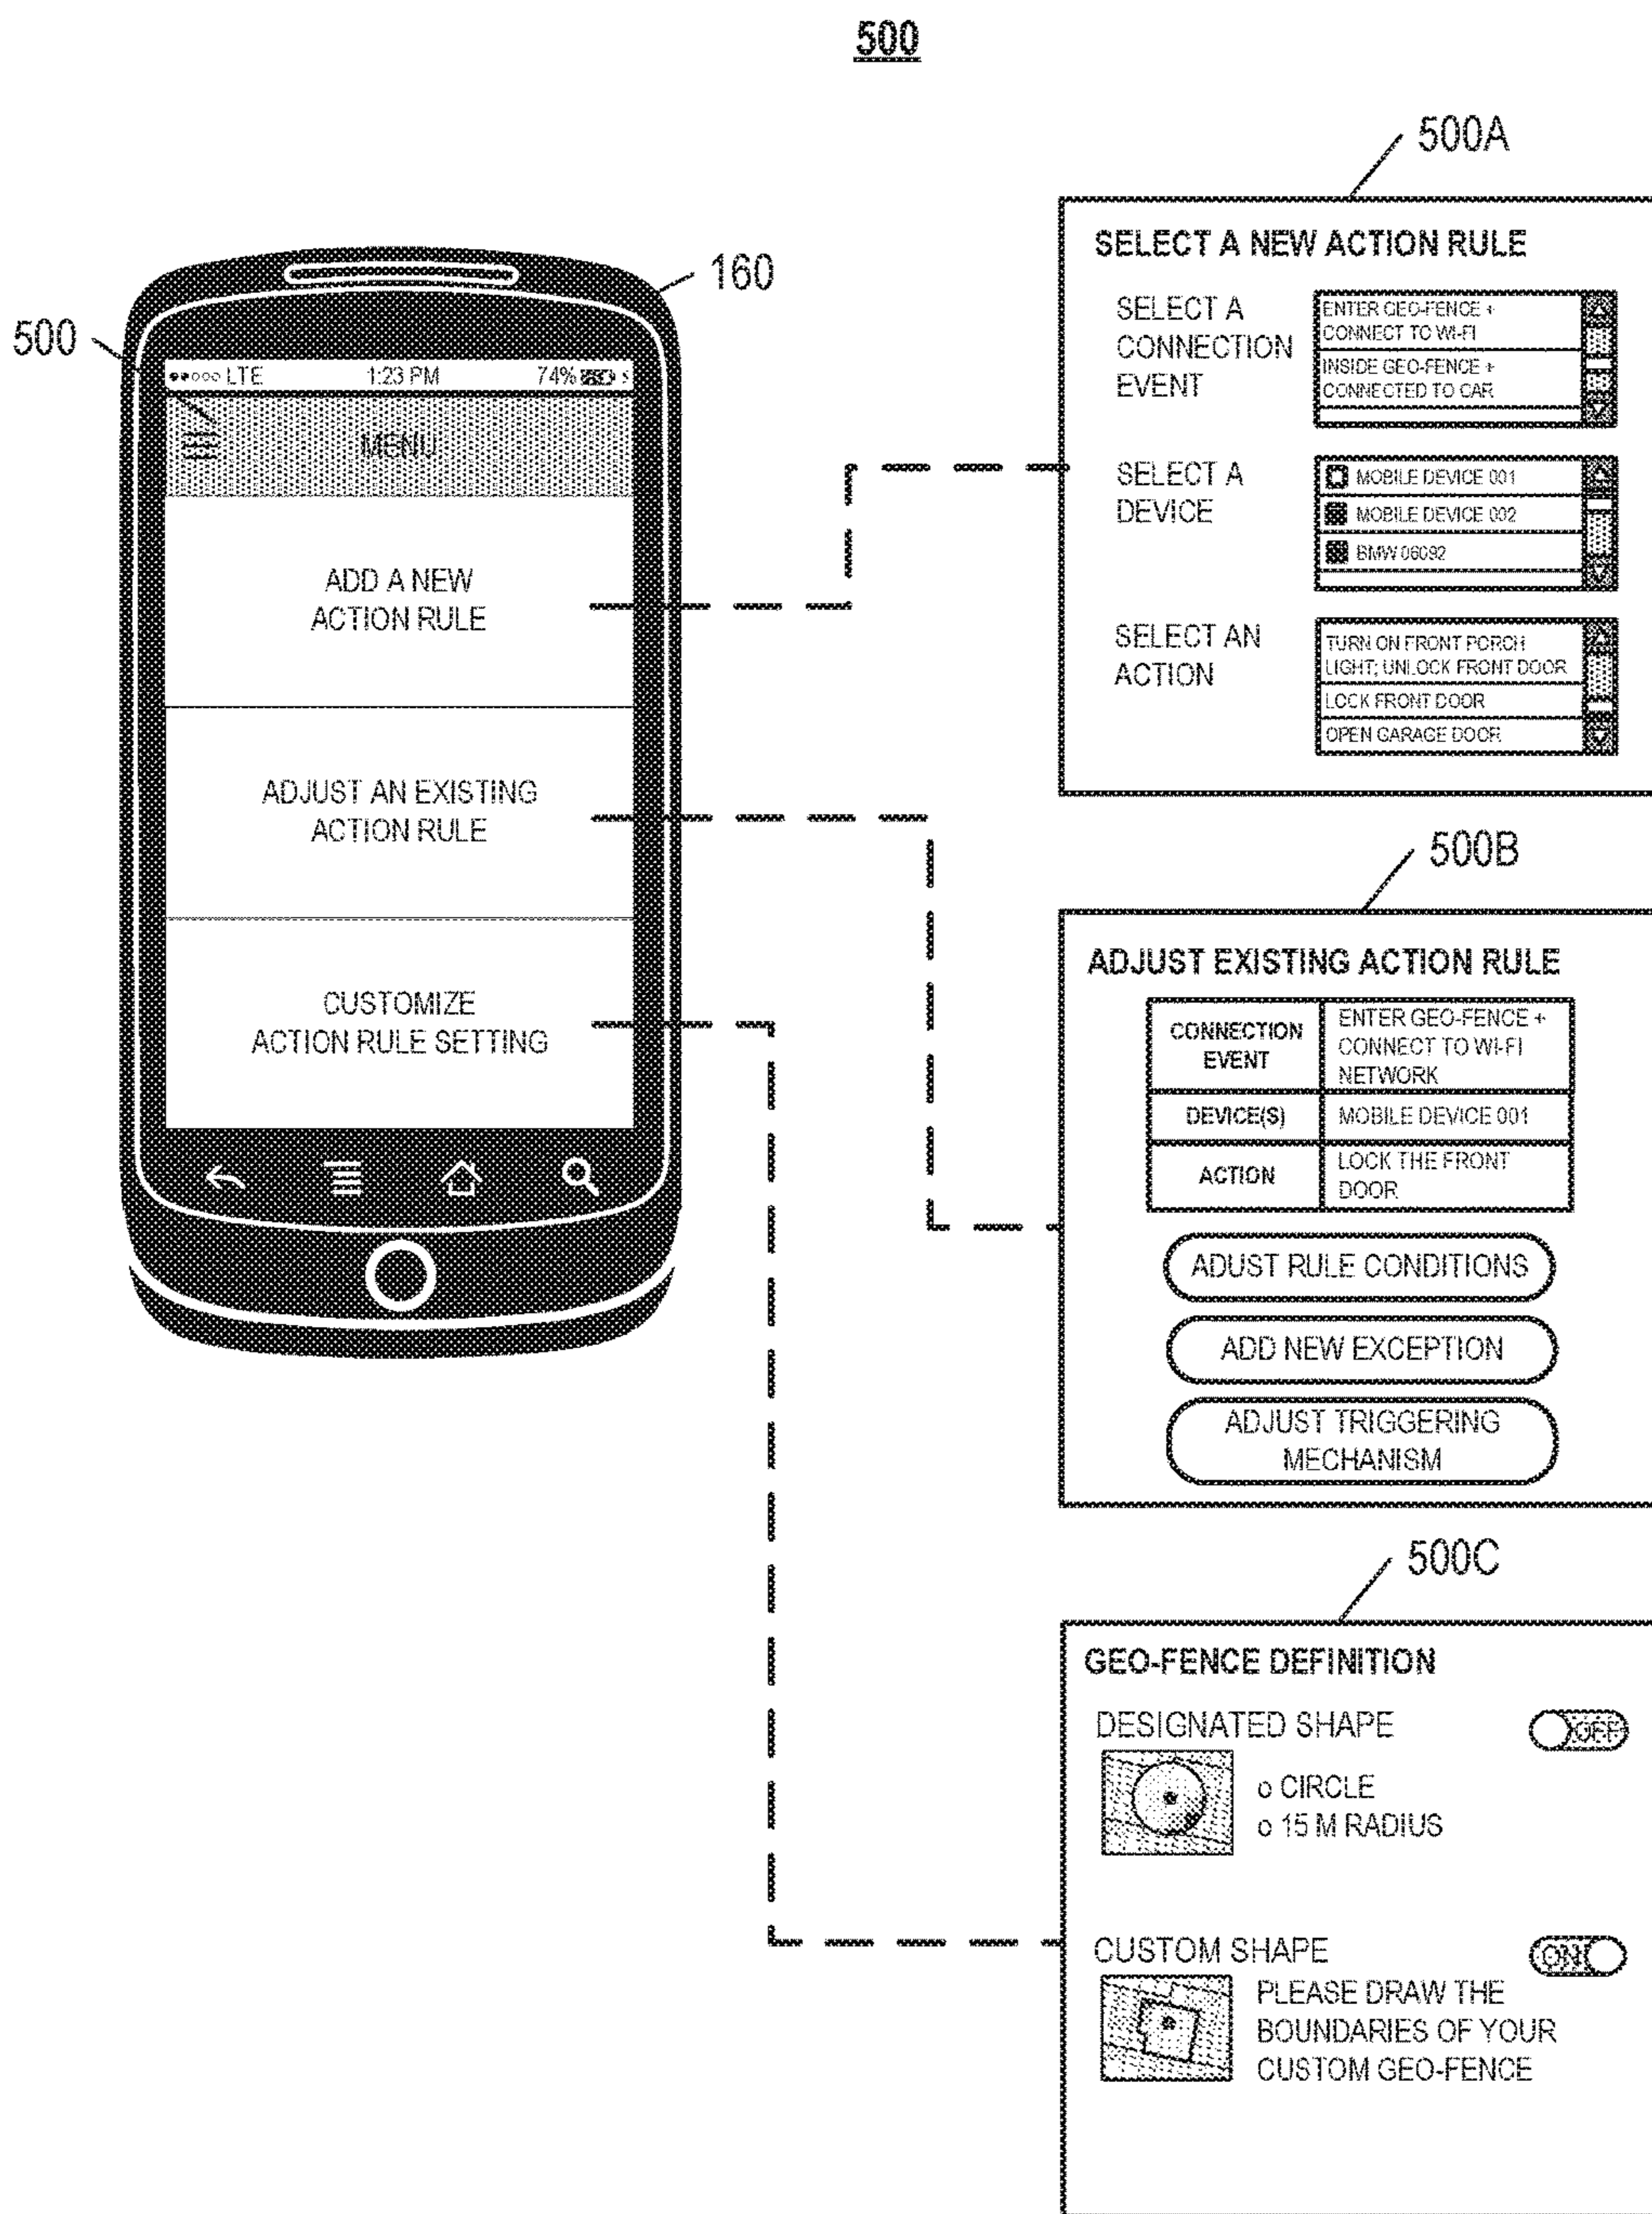 500
500
160
LTE 1:23 PM 74%
MENU
ADD A NEW
ACTION RULE
ADJUST AN EXISTING
ACTION RULE
CUSTOMIZE
ACTION RULE SETTING
500A
SELECT A NEW ACTION RULE
SELECT A
CONNECTION
EVENT
ENTER GEO-FENCE +
CONNECT TO WI-FI
INSIDE GEO-FENCE +
CONNECTED TO CAR
SELECT A
DEVICE
MOBILE DEVICE 001
MOBILE DEVICE 002
BMW 06092
SELECT AN
ACTION
TURN ON FRONT PORCH
LIGHT; UNLOCK FRONT DOOR
LOCK FRONT DOOR
OPEN GARAGE DOOR
500B
ADJUST EXISTING ACTION RULE
CONNECTION
EVENT
ENTER GEO-FENCE +
CONNECT TO WI-FI
NETWORK
DEVICE(S)
MOBILE DEVICE 001
ACTION
LOCK THE FRONT
DOOR
ADUST RULE CONDITIONS
ADD NEW EXCEPTION
ADJUST TRIGGERING
MECHANISM
500C
GEO-FENCE DEFINITION
DESIGNATED SHAPE
OFF
o CIRCLE
o 15 M RADIUS
CUSTOM SHAPE
ON
PLEASE DRAW THE
BOUNDARIES OF YOUR
CUSTOM GEO-FENCE